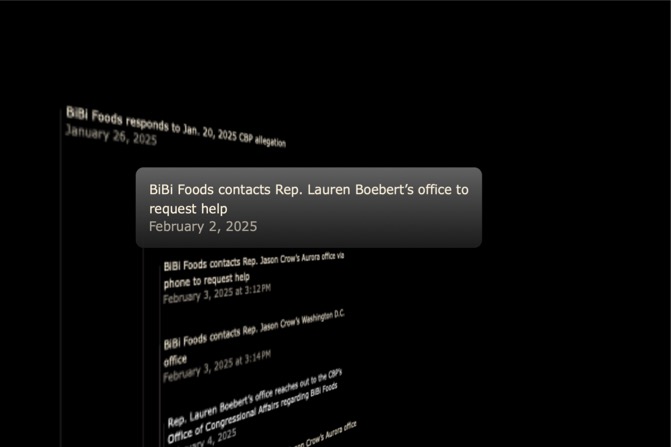 BiBi Foods responds to Jan. 20, 2025 CBP allegation
January 26, 2025
BiBi Foods contacts Rep. Lauren Boebert’s office to
request help
February 2, 2025
BiBi Foods contacts Rep. Jason Crow’s Aurora office via
phone to request help
February 3, 2025 at 3:12 PM
BiBi Foods contacts Rep. Jason Crow’s Washington D.C.
office
February 3, 2025 at 3:14 PM
Rep. Lauren Boebert’s office reaches out to the CBP’s
Office of Congressional Affairs regarding BiBi Foods
4, 2025
Crow’s Aurora office